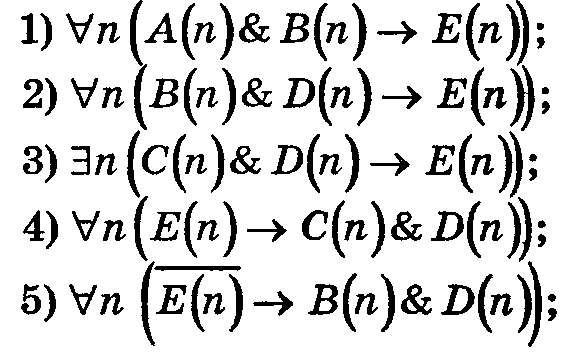 1) ∀n(A(n)& B(n)→ E(n));
2) ∀n(B(n)& D(n)→ E(n));
3) ∃n(C(n)& D(n)→ E(n));
4) ∀n(E(n)→ C(n)& D(n));
5) ∀n (E̅(̅n̅)̅→ B(n)& D(n));